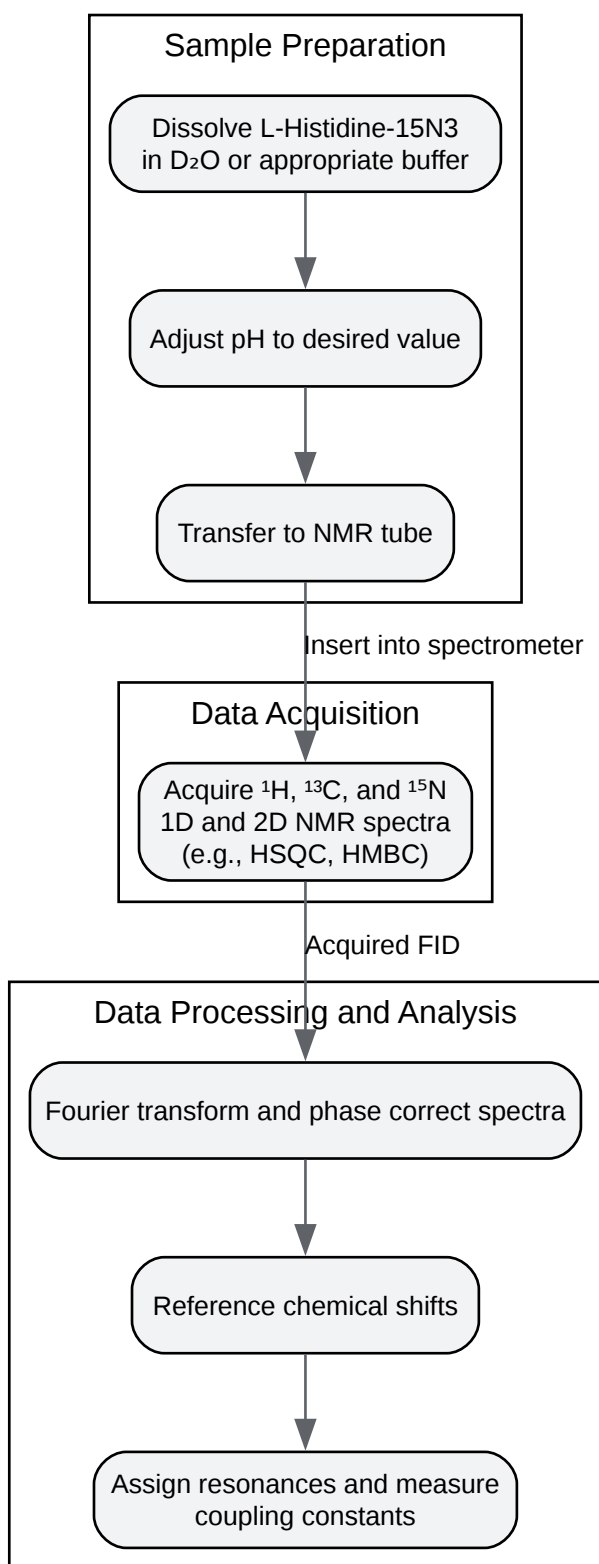 Sample Preparation
Dissolve L-Histidine-15N3
in D₂O or appropriate buffer
Adjust pH to desired value
Transfer to NMR tube
Insert into spectrometer
Data Acquisition
Acquire ¹H, ¹³C, and ¹⁵N
1D and 2D NMR spectra
(e.g., HSQC, HMBC)
Acquired FID
Data Processing and Analysis
Fourier transform and phase correct spectra
Reference chemical shifts
Assign resonances and measure
coupling constants